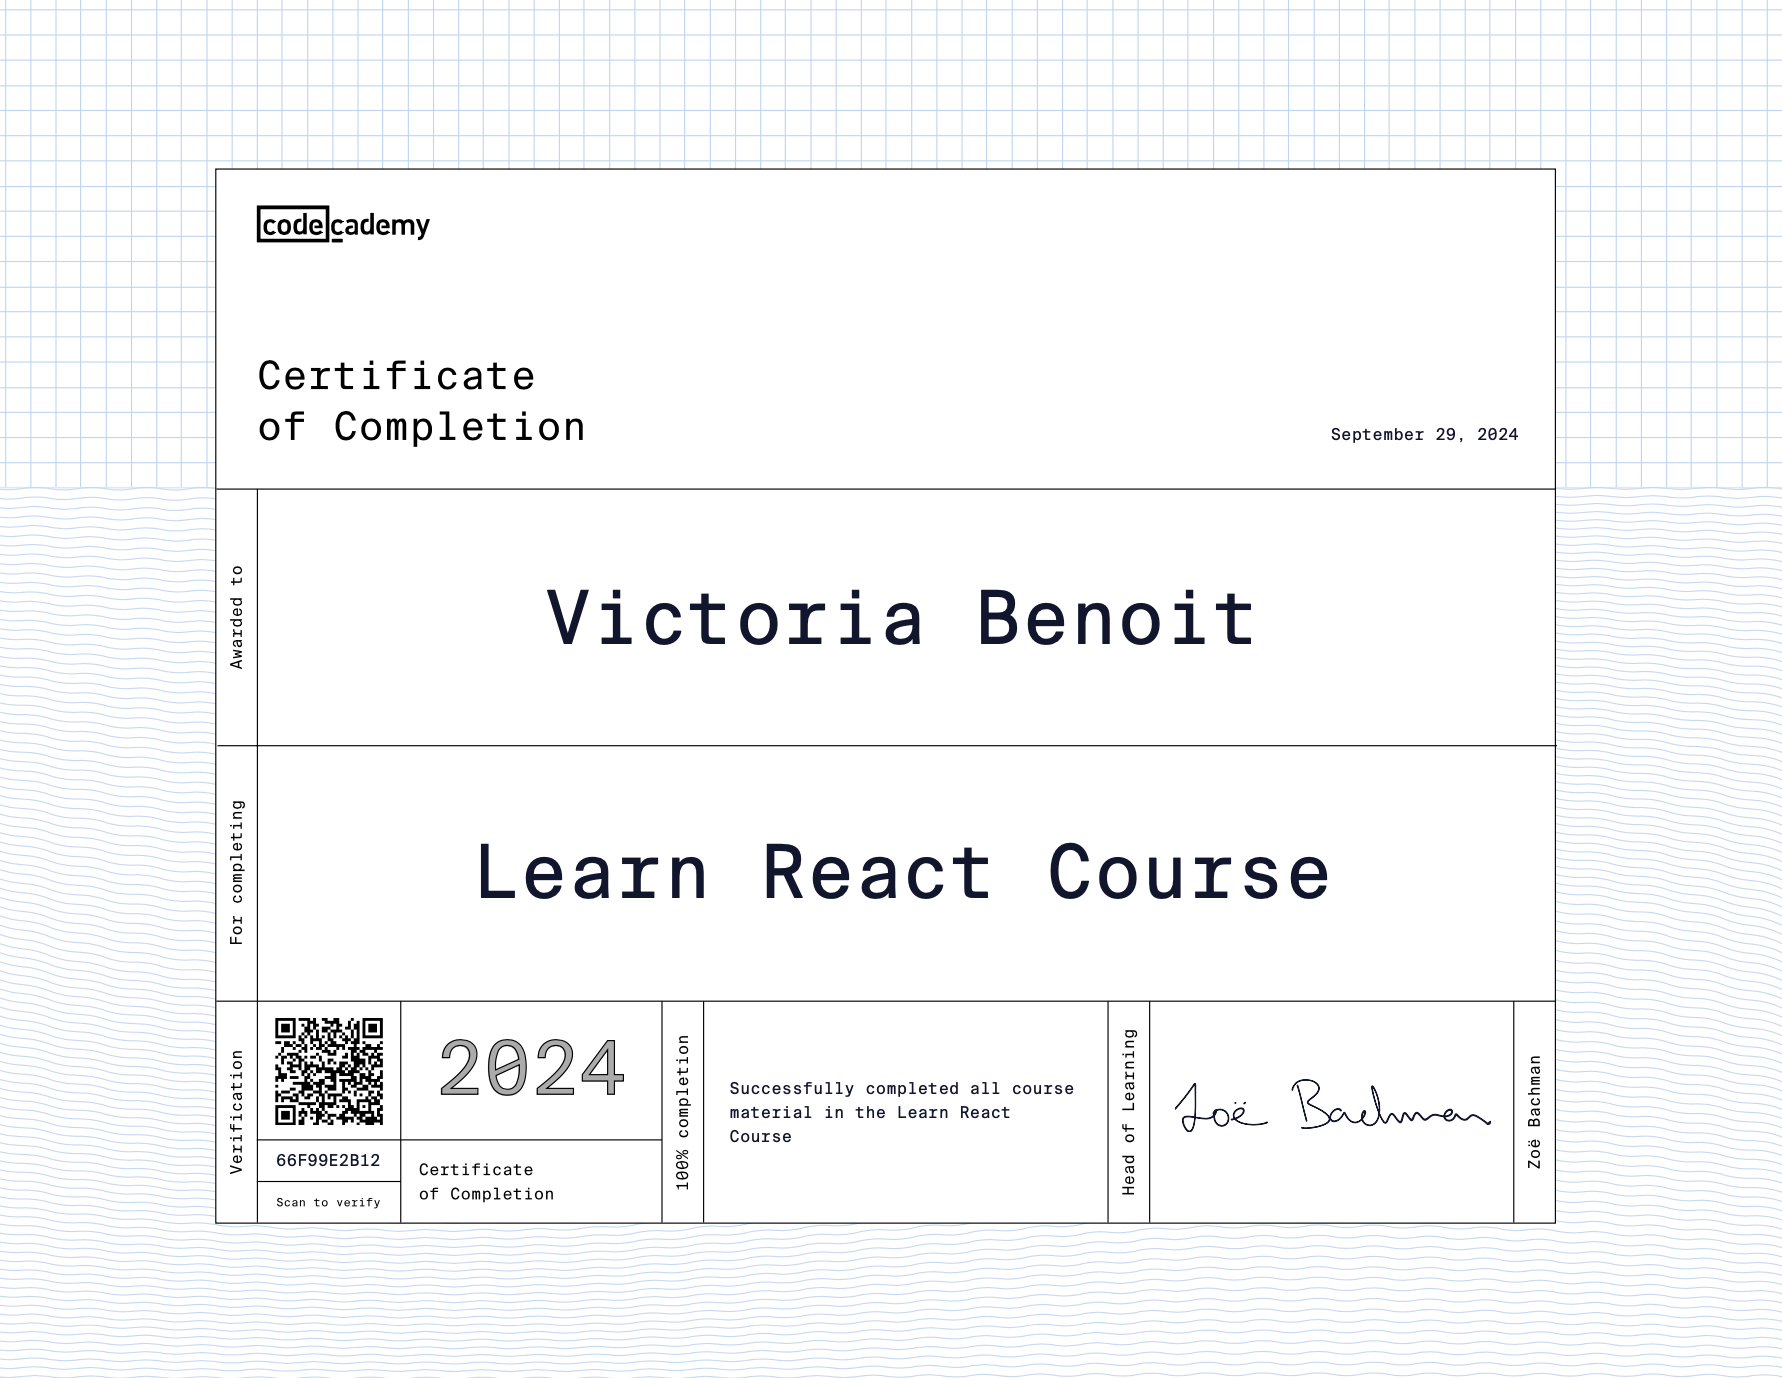 codecademy
Certificate
of Completion
September 29, 2024
Awarded to
Victoria Benoit
For completing
Learn React Course
Verification
66F99E2B12
Scan to verify
2024
Certificate
of Completion
100% completion
Successfully completed all course
material in the Learn React
Course
Head of Learning
Zoë Bachman
Zoë Bachman